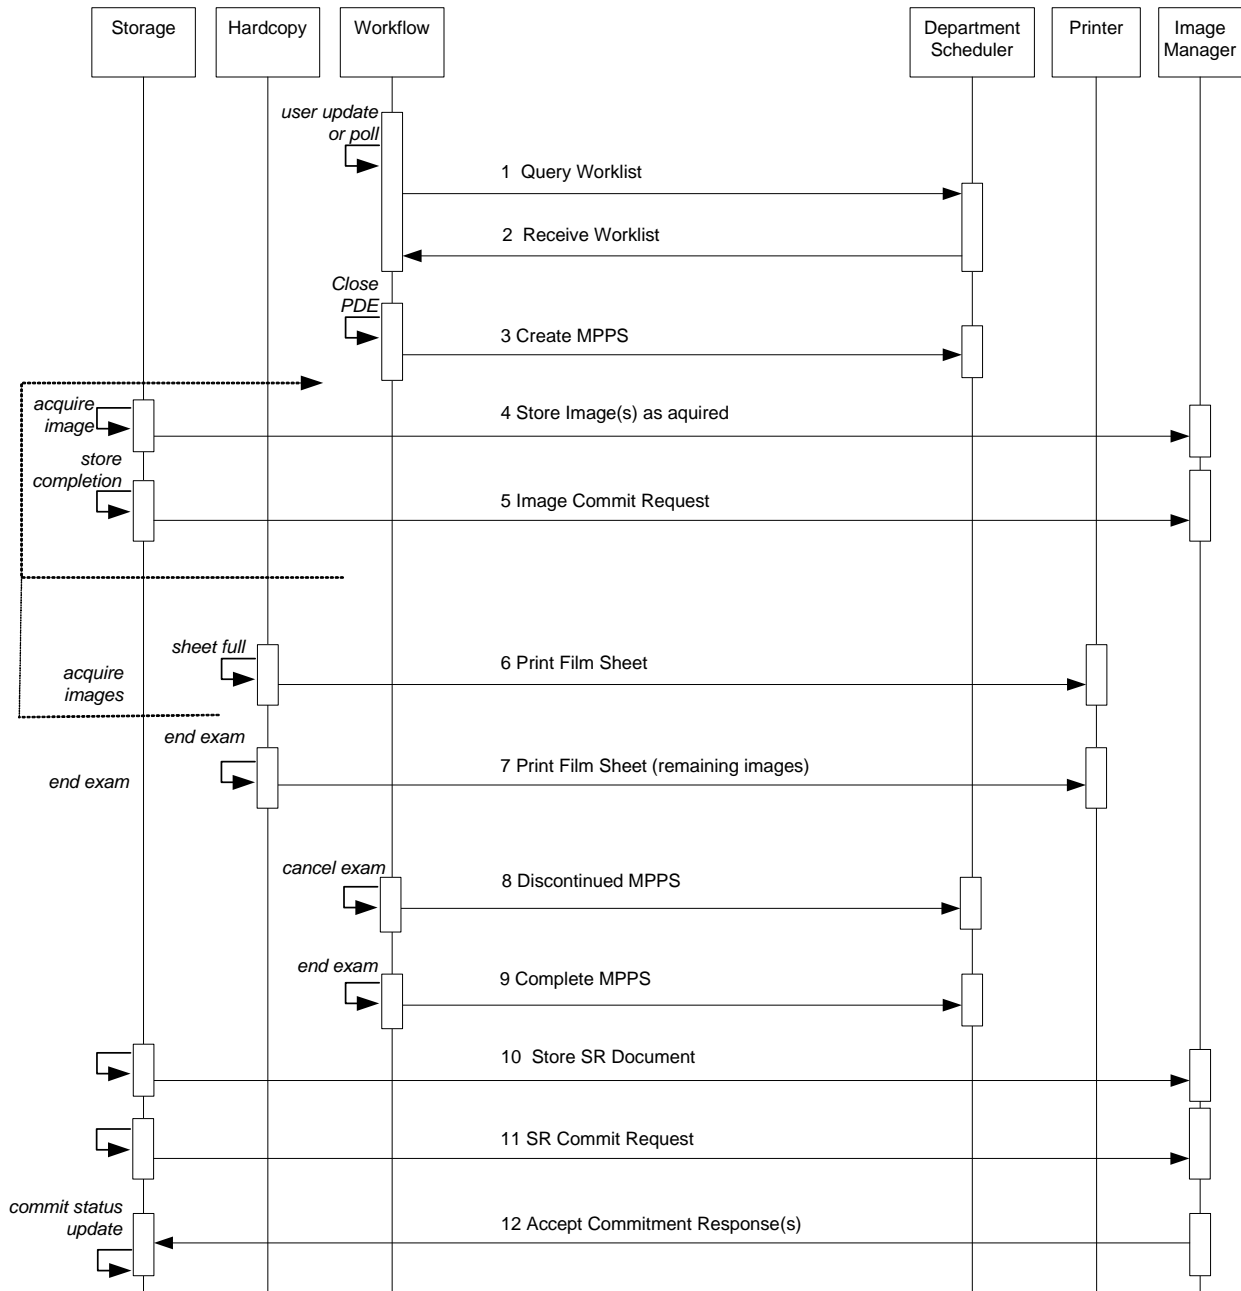 Storage
Hardcopy
Workflow
Department
Scheduler
Printer
Image
Manager
user update
or poll
1  Query Worklist
2  Receive Worklist
Close
PDE
3 Create MPPS
acquire
image
4 Store Image(s) as aquired
store
completion
5 Image Commit Request
sheet full
6 Print Film Sheet
acquire
images
end exam
7 Print Film Sheet (remaining images)
end exam
cancel exam
8 Discontinued MPPS
end exam
9 Complete MPPS
10  Store SR Document
11 SR Commit Request
commit status
update
12 Accept Commitment Response(s)